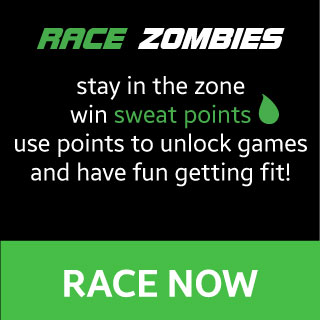 RACE ZOMBIES
stay in the zone
win sweat points
use points to unlock games
and have fun getting fit!
RACE NOW